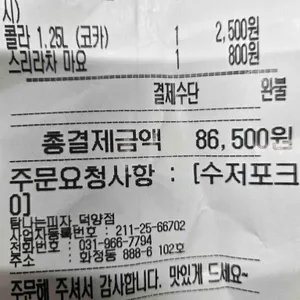 시)
콜라 1.25L (코카) 1 2,500원
스리라차 마요 1 800원
결제수단 완불
총결제금액 86,500원
주문요청사항 : [수저포크
0]
탐나는피자 덕양점
사업자등록번호 : 211-25-66702
전화번호 : 031-966-7794
주소 : 화정동 888-6 102호
주문해 주셔서 감사합니다. 맛있게 드세요~